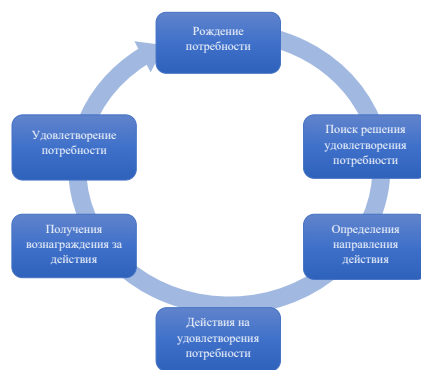 Рождение
потребности
Поиск решения
удовлетворения
потребности
Определения
направления
действия
Действия на
удовлетворения
потребности
Получения
вознаграждения за
действия
Удовлетворение
потребности